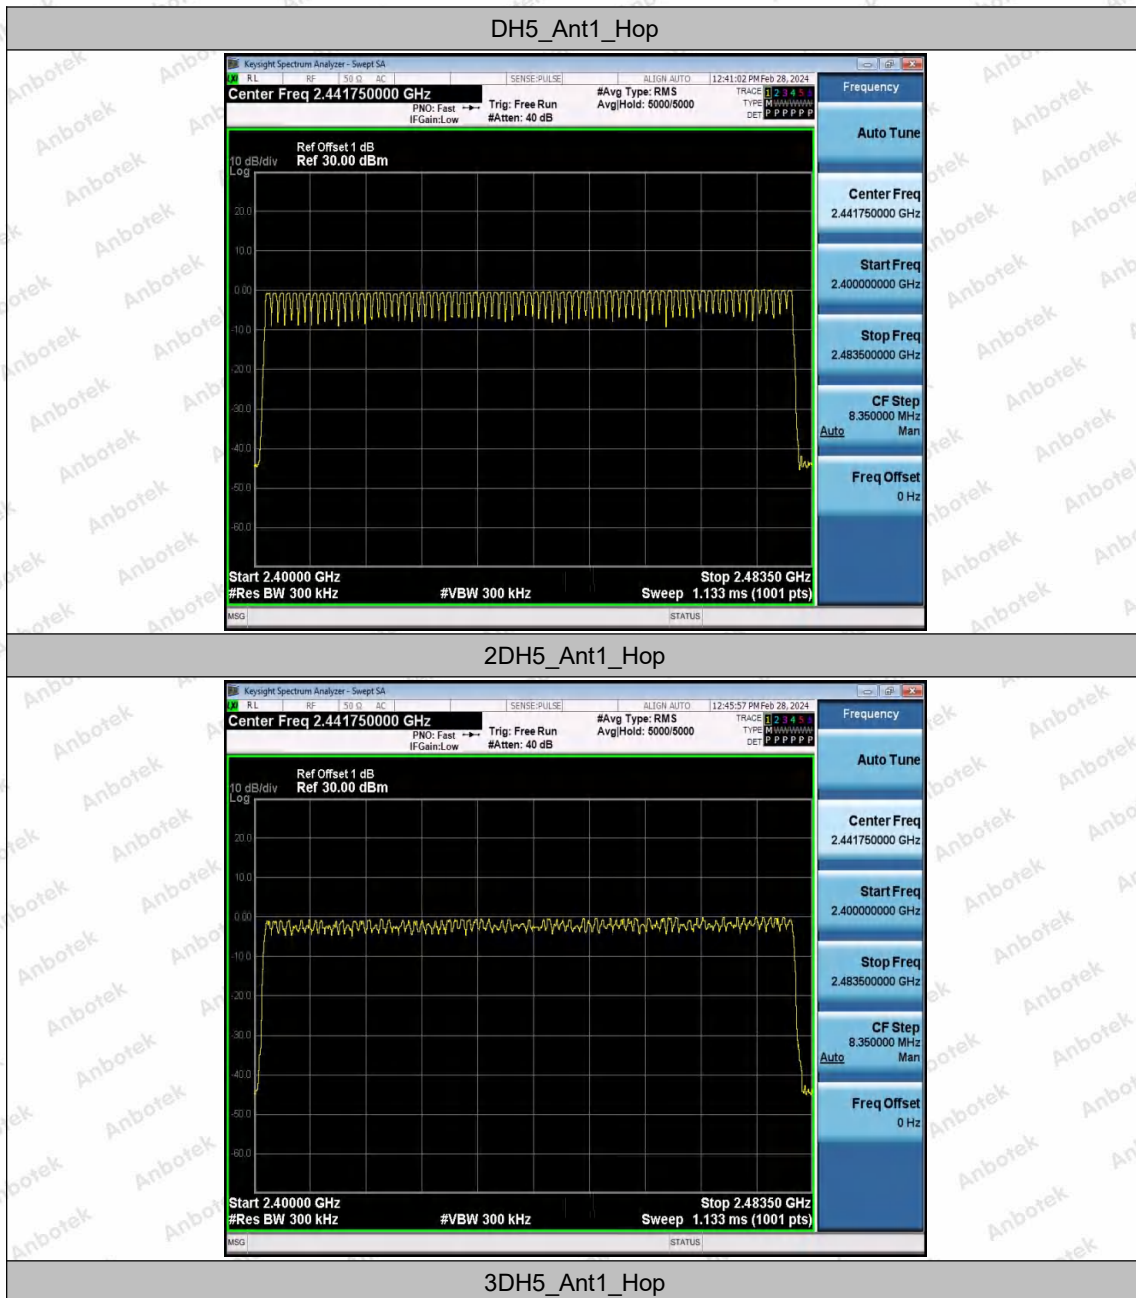 DH5_Ant1_Hop
Keysight Spectrum Analyzer - Swept SA
RL RF 50 Ω AC SENSE:PULSE ALIGN AUTO 12:41:02 PM Feb 28, 2024
Center Freq 2.441750000 GHz
PNO: Fast
IFGain:Low
Trig: Free Run
#Atten: 40 dB
#Avg Type: RMS
Avg|Hold: 5000/5000
TRACE 1 2 3 4 5 6
TYPE M WWWWW
DET P P P P P P
Ref Offset 1 dB
10 dB/div Ref 30.00 dBm
Log
20.0
10.0
0.00
-10.0
-20.0
-30.0
-40.0
-50.0
-60.0
Start 2.40000 GHz Stop 2.48350 GHz
#Res BW 300 kHz #VBW 300 kHz Sweep 1.133 ms (1001 pts)
MSG STATUS
Frequency
Auto Tune
Center Freq
2.441750000 GHz
Start Freq
2.400000000 GHz
Stop Freq
2.483500000 GHz
CF Step
8.350000 MHz
Auto Man
Freq Offset
0 Hz
2DH5_Ant1_Hop
Keysight Spectrum Analyzer - Swept SA
RL RF 50 Ω AC SENSE:PULSE ALIGN AUTO 12:45:57 PM Feb 28, 2024
Center Freq 2.441750000 GHz
PNO: Fast
IFGain:Low
Trig: Free Run
#Atten: 40 dB
#Avg Type: RMS
Avg|Hold: 5000/5000
TRACE 1 2 3 4 5 6
TYPE M WWWWW
DET P P P P P P
Ref Offset 1 dB
10 dB/div Ref 30.00 dBm
Log
20.0
10.0
0.00
-10.0
-20.0
-30.0
-40.0
-50.0
-60.0
Start 2.40000 GHz Stop 2.48350 GHz
#Res BW 300 kHz #VBW 300 kHz Sweep 1.133 ms (1001 pts)
MSG STATUS
Frequency
Auto Tune
Center Freq
2.441750000 GHz
Start Freq
2.400000000 GHz
Stop Freq
2.483500000 GHz
CF Step
8.350000 MHz
Auto Man
Freq Offset
0 Hz
3DH5_Ant1_Hop
Anbotek